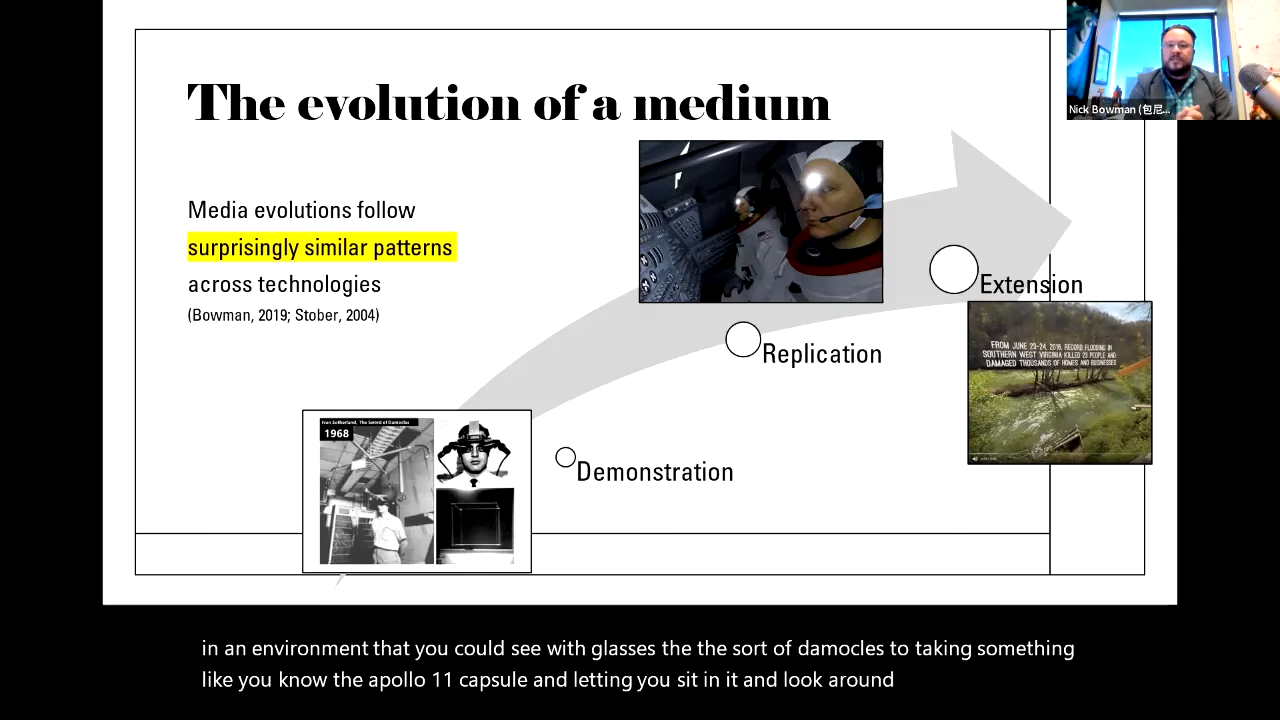 The evolution of a medium
Nick Bowman (包尼...
Media evolutions follow
surprisingly similar patterns
across technologies
(Bowman, 2019; Stober, 2004)
Extension
Replication
FROM JUNE 23-24, 2016, RECORD FLOODING IN
SOUTHERN WEST VIRGINIA KILLED 23 PEOPLE AND
DAMAGED THOUSANDS OF HOMES AND BUSINESSES
Ivan Sutherland, The Sword of Damocles
1968
Demonstration
in an environment that you could see with glasses the the sort of damocles to taking something
like you know the apollo 11 capsule and letting you sit in it and look around